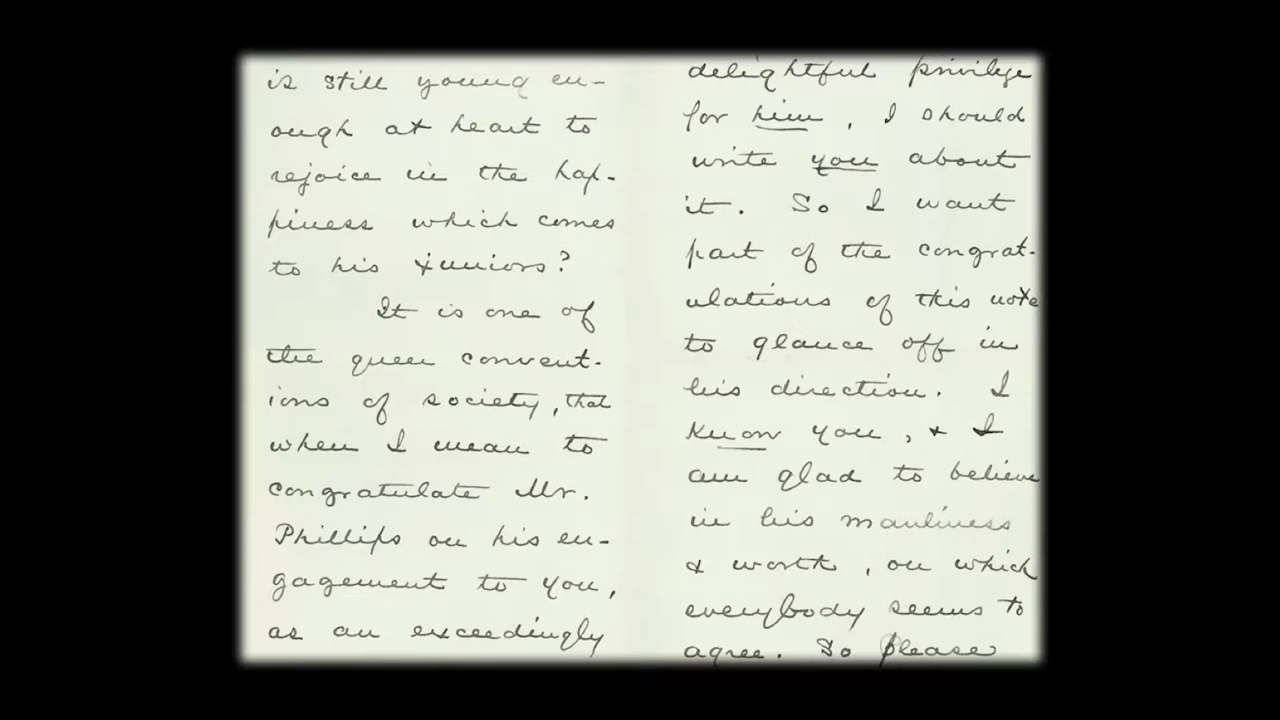 is still young en-
ough at heart to
rejoice in the hap-
piness which comes
to his juniors?
It is one of
the queer convent-
ions of society, that
when I mean to
congratulate Mr.
Phillips on his en-
gagement to you,
as an exceedingly
delightful privilege
for him, I should
write you about
it. So I want
part of the congrat-
ulations of this note
to glance off in
his direction. I
know you, & I
am glad to believe
in his manliness
& worth, on which
everybody seems to
agree. So please